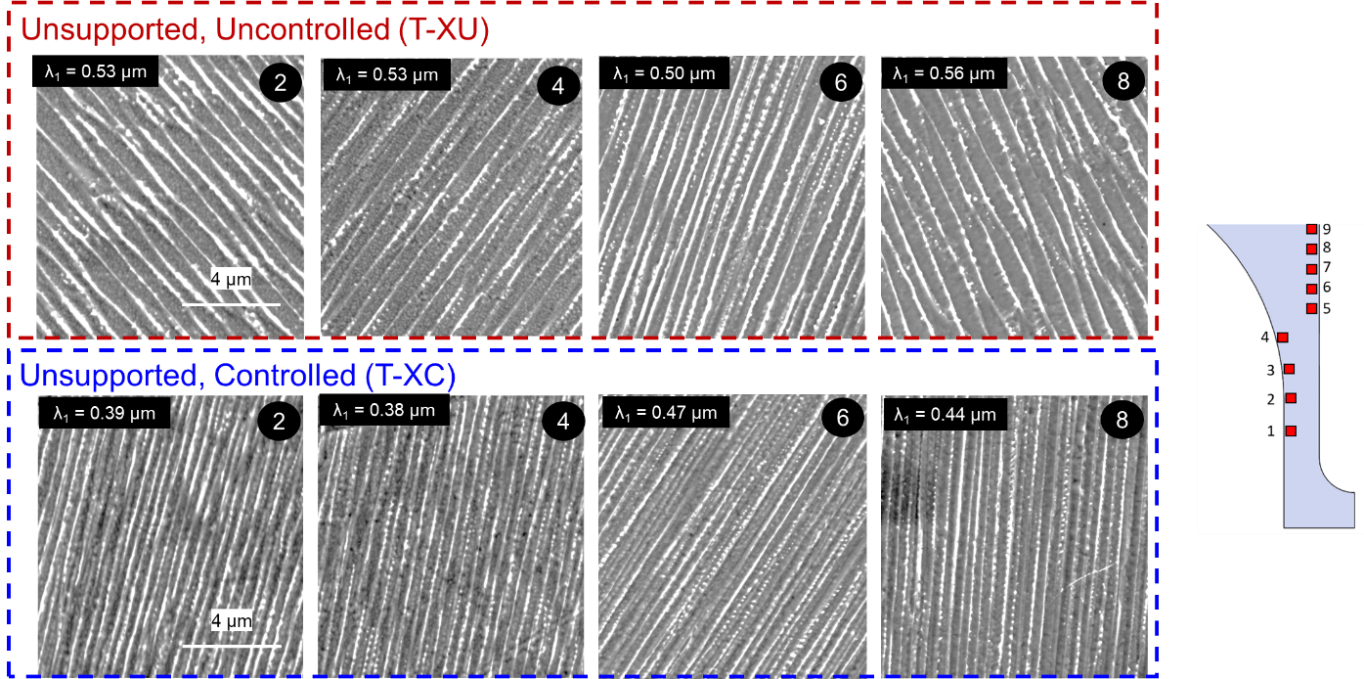 Unsupported, Uncontrolled (T-XU)
λ₁ = 0.53 µm
2
λ₁ = 0.53 µm
4
λ₁ = 0.50 µm
6
λ₁ = 0.56 µm
8
4 µm
Unsupported, Controlled (T-XC)
λ₁ = 0.39 µm
2
λ₁ = 0.38 µm
4
λ₁ = 0.47 µm
6
λ₁ = 0.44 µm
8
4 µm
9
8
7
6
5
4
3
2
1